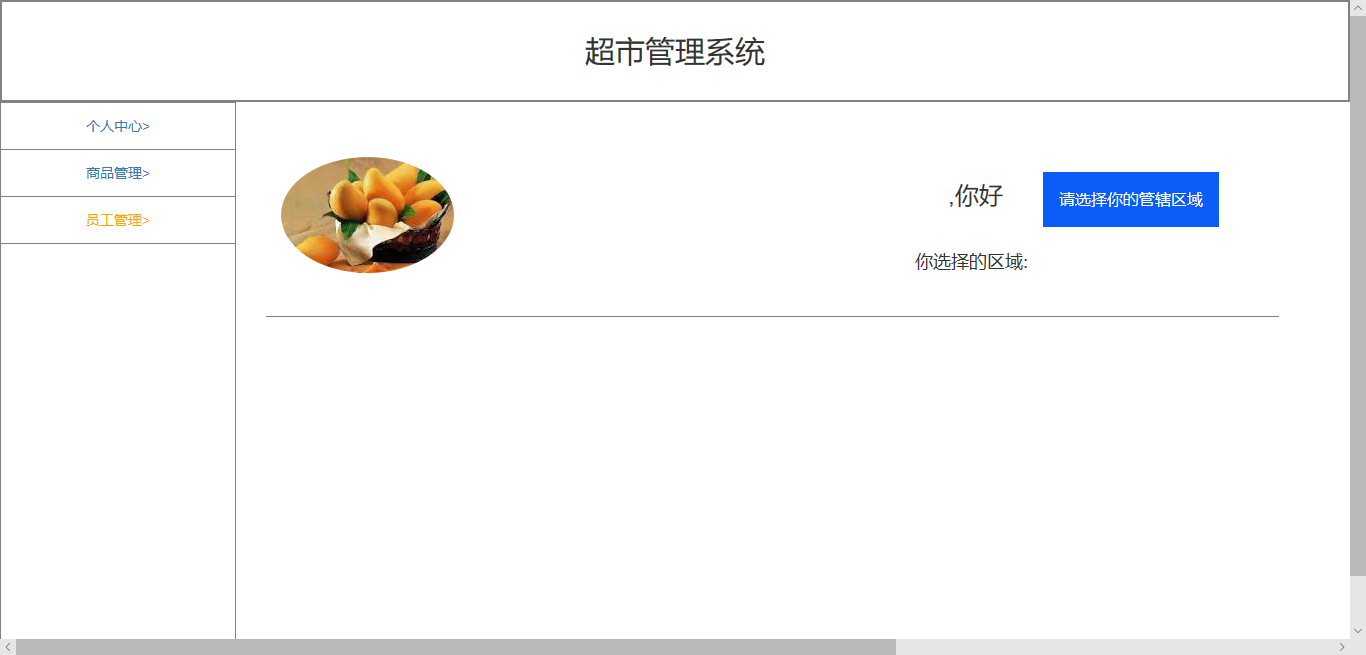 超市管理系统
个人中心>
商品管理>
员工管理>
,你好
请选择你的管辖区域
你选择的区域: